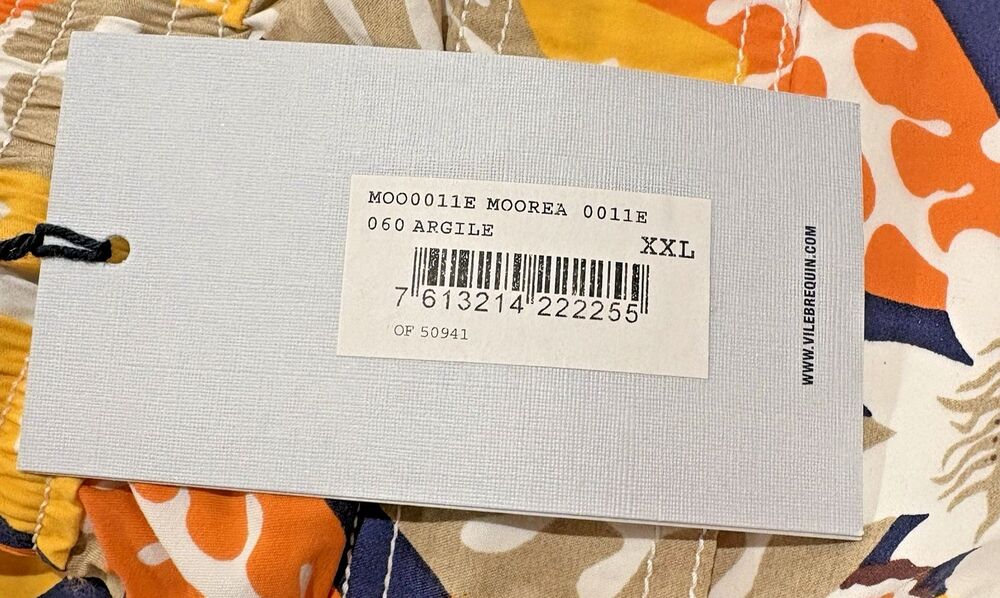 MOO0011E MOOREA 0011E
060 ARGILE
XXL
7 613214 222255
OF 50941
WWW.VILEBREQUIN.COM